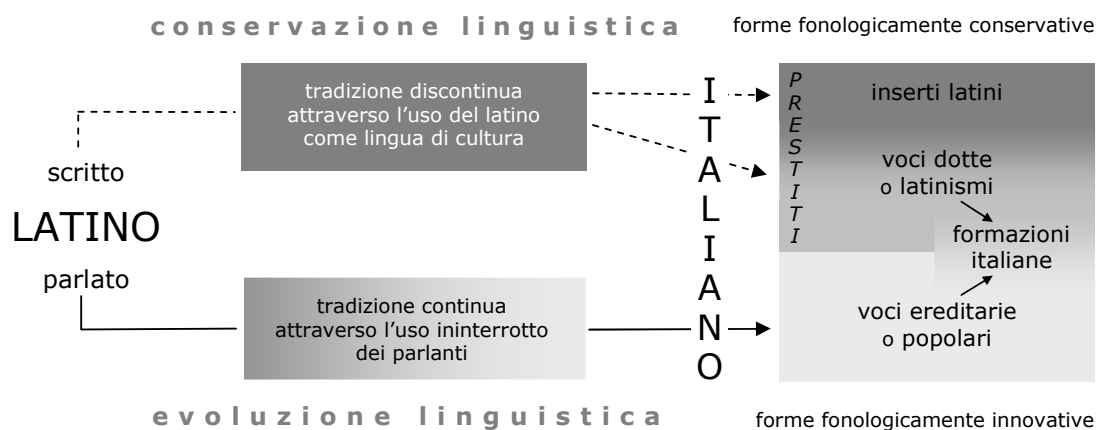 conservazione linguistica
forme fonologicamente conservative
scritto
LATINO
parlato
tradizione discontinua
attraverso l'uso del latino
come lingua di cultura
tradizione continua
attraverso l'uso ininterrotto
dei parlanti
ITALIANO
PRESTITI
inserti latini
voci dotte
o latinismi
formazioni
italiane
voci ereditarie
o popolari
evoluzione linguistica
forme fonologicamente innovative